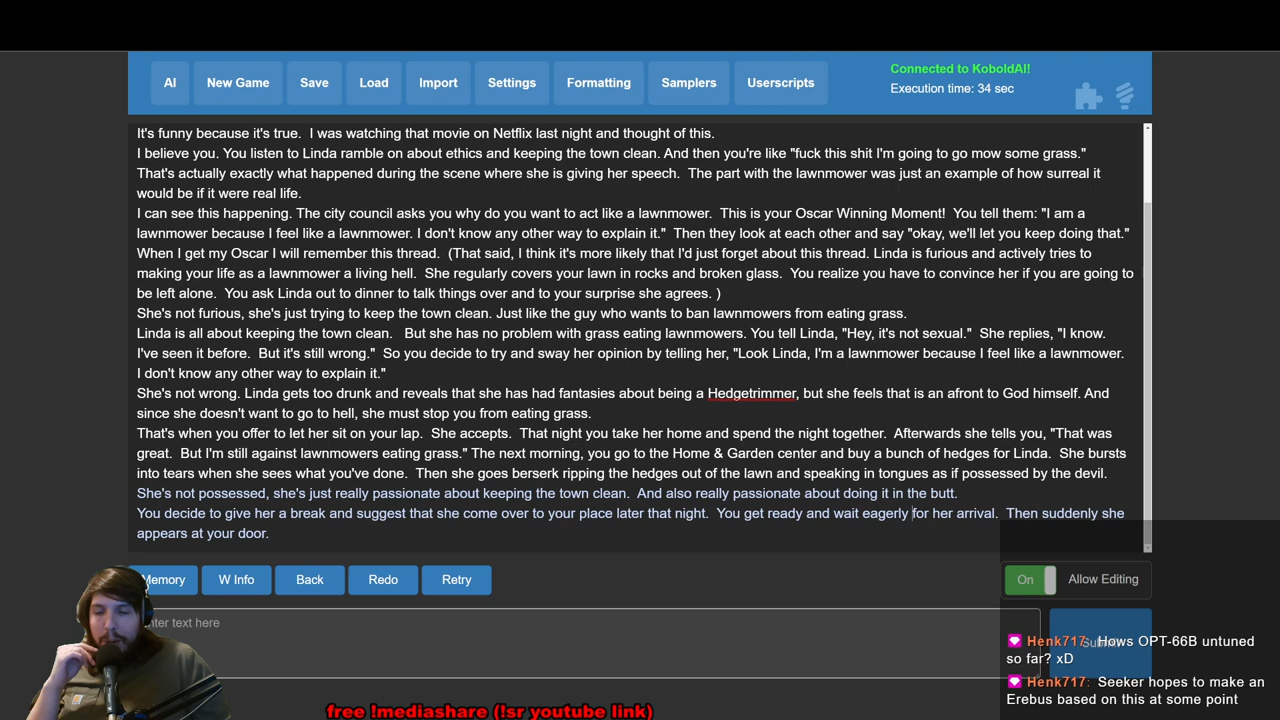 AI
New Game
Save
Load
Import
Settings
Formatting
Samplers
Userscripts
Connected to KoboldAI!
Execution time: 34 sec
It's funny because it's true.  I was watching that movie on Netflix last night and thought of this.
I believe you. You listen to Linda ramble on about ethics and keeping the town clean. And then you're like "fuck this shit I'm going to go mow some grass."
That's actually exactly what happened during the scene where she is giving her speech.  The part with the lawnmower was just an example of how surreal it
would be if it were real life.
I can see this happening. The city council asks you why do you want to act like a lawnmower.  This is your Oscar Winning Moment!  You tell them: "I am a
lawnmower because I feel like a lawnmower. I don't know any other way to explain it."  Then they look at each other and say "okay, we'll let you keep doing that."
When I get my Oscar I will remember this thread.  (That said, I think it's more likely that I'd just forget about this thread. Linda is furious and actively tries to
making your life as a lawnmower a living hell.  She regularly covers your lawn in rocks and broken glass.  You realize you have to convince her if you are going to
be left alone.  You ask Linda out to dinner to talk things over and to your surprise she agrees. )
She's not furious, she's just trying to keep the town clean. Just like the guy who wants to ban lawnmowers from eating grass.
Linda is all about keeping the town clean.   But she has no problem with grass eating lawnmowers. You tell Linda, "Hey, it's not sexual."  She replies, "I know.
I've seen it before.  But it's still wrong."  So you decide to try and sway her opinion by telling her, "Look Linda, I'm a lawnmower because I feel like a lawnmower.
I don't know any other way to explain it."
She's not wrong. Linda gets too drunk and reveals that she has had fantasies about being a Hedgetrimmer, but she feels that is an afront to God himself. And
since she doesn't want to go to hell, she must stop you from eating grass.
That's when you offer to let her sit on your lap.  She accepts.  That night you take her home and spend the night together.  Afterwards she tells you, "That was
great.  But I'm still against lawnmowers eating grass." The next morning, you go to the Home & Garden center and buy a bunch of hedges for Linda.  She bursts
into tears when she sees what you've done.  Then she goes berserk ripping the hedges out of the lawn and speaking in tongues as if possessed by the devil.
She's not possessed, she's just really passionate about keeping the town clean.  And also really passionate about doing it in the butt.
You decide to give her a break and suggest that she come over to your place later that night.  You get ready and wait eagerly for her arrival.  Then suddenly she
appears at your door.
Memory
W Info
Back
Redo
Retry
On
Allow Editing
text here
Henk717: Hows OPT-66B untuned
so far? xD
Henk717: Seeker hopes to make an
Erebus based on this at some point
free !mediashare (!sr youtube link)